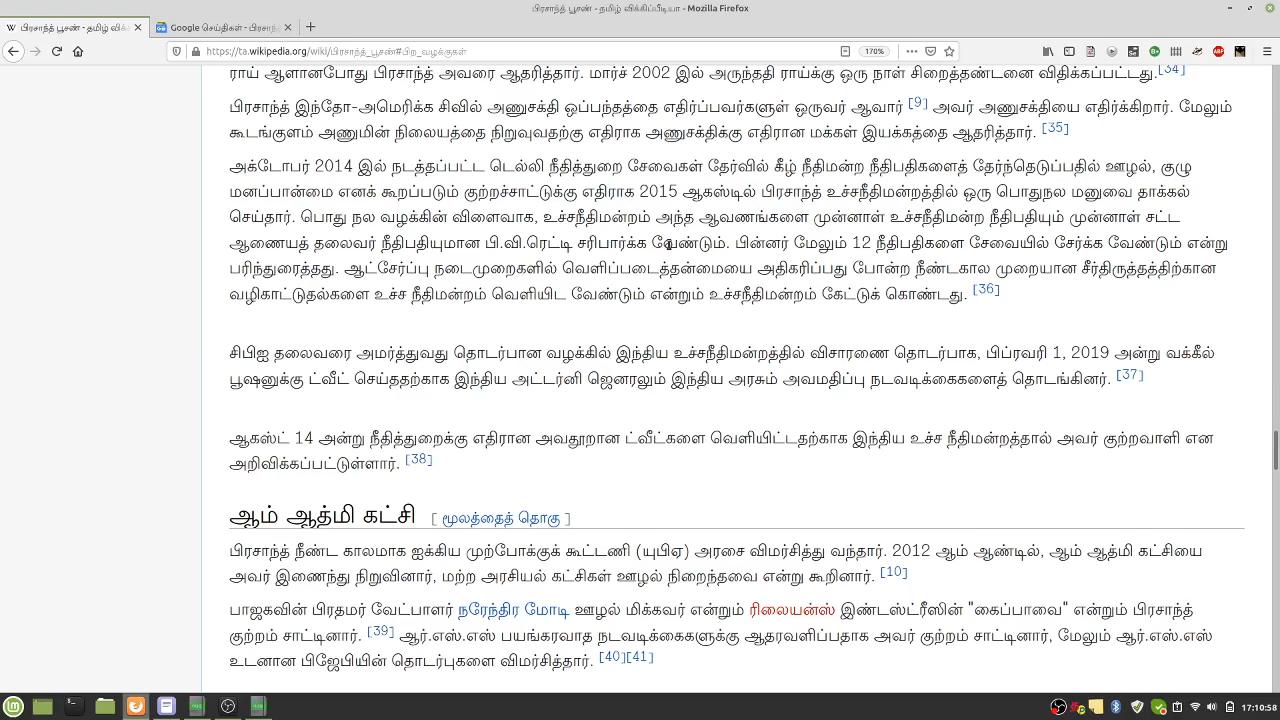 பிரசாந்த் பூசண் - தமிழ் விக்கிப்பீடியா - Mozilla Firefox
பிரசாந்த் பூசண் - தமிழ் விக்
Google செய்திகள் - பிரசாந்
https://ta.wikipedia.org/wiki/பிரசாந்த்_பூசண்#பிற_வழக்குகள்
170%
ராய் ஆளானபோது பிரசாந்த் அவரை ஆதரித்தார். மார்ச் 2002 இல் அருந்ததி ராய்க்கு ஒரு நாள் சிறைத்தண்டனை விதிக்கப்பட்டது.[34]
பிரசாந்த் இந்தோ-அமெரிக்க சிவில் அணுசக்தி ஒப்பந்தத்தை எதிர்ப்பவர்களுள் ஒருவர் ஆவார் [9] அவர் அணுசக்தியை எதிர்க்கிறார். மேலும்
கூடங்குளம் அணுமின் நிலையத்தை நிறுவுவதற்கு எதிராக அணுசக்திக்கு எதிரான மக்கள் இயக்கத்தை ஆதரித்தார். [35]
அக்டோபர் 2014 இல் நடத்தப்பட்ட டெல்லி நீதித்துறை சேவைகள் தேர்வில் கீழ் நீதிமன்ற நீதிபதிகளைத் தேர்ந்தெடுப்பதில் ஊழல், குழு
மனப்பான்மை எனக் கூறப்படும் குற்றச்சாட்டுக்கு எதிராக 2015 ஆகஸ்டில் பிரசாந்த் உச்சநீதிமன்றத்தில் ஒரு பொதுநல மனுவை தாக்கல்
செய்தார். பொது நல வழக்கின் விளைவாக, உச்சநீதிமன்றம் அந்த ஆவணங்களை முன்னாள் உச்சநீதிமன்ற நீதிபதியும் முன்னாள் சட்ட
ஆணையத் தலைவர் நீதிபதியுமான பி.வி.ரெட்டி சரிபார்க்க வேண்டும். பின்னர் மேலும் 12 நீதிபதிகளை சேவையில் சேர்க்க வேண்டும் என்று
பரிந்துரைத்தது. ஆட்சேர்ப்பு நடைமுறைகளில் வெளிப்படைத்தன்மையை அதிகரிப்பது போன்ற நீண்டகால முறையான சீர்திருத்தத்திற்கான
வழிகாட்டுதல்களை உச்ச நீதிமன்றம் வெளியிட வேண்டும் என்றும் உச்சநீதிமன்றம் கேட்டுக் கொண்டது. [36]
சிபிஐ தலைவரை அமர்த்துவது தொடர்பான வழக்கில் இந்திய உச்சநீதிமன்றத்தில் விசாரணை தொடர்பாக, பிப்ரவரி 1, 2019 அன்று வக்கீல்
பூஷனுக்கு ட்வீட் செய்ததற்காக இந்திய அட்டர்னி ஜெனரலும் இந்திய அரசும் அவமதிப்பு நடவடிக்கைகளைத் தொடங்கினர். [37]
ஆகஸ்ட் 14 அன்று நீதித்துறைக்கு எதிரான அவதூறான ட்வீட்களை வெளியிட்டதற்காக இந்திய உச்ச நீதிமன்றத்தால் அவர் குற்றவாளி என
அறிவிக்கப்பட்டுள்ளார். [38]
ஆம் ஆத்மி கட்சி [ மூலத்தைத் தொகு ]
பிரசாந்த் நீண்ட காலமாக ஐக்கிய முற்போக்குக் கூட்டணி (யுபிஏ) அரசை விமர்சித்து வந்தார். 2012 ஆம் ஆண்டில், ஆம் ஆத்மி கட்சியை
அவர் இணைந்து நிறுவினார், மற்ற அரசியல் கட்சிகள் ஊழல் நிறைந்தவை என்று கூறினார். [10]
பாஜகவின் பிரதமர் வேட்பாளர் நரேந்திர மோடி ஊழல் மிக்கவர் என்றும் ரிலையன்ஸ் இண்டஸ்ட்ரீஸின் "கைப்பாவை" என்றும் பிரசாந்த்
குற்றம் சாட்டினார். [39] ஆர்.எஸ்.எஸ் பயங்கரவாத நடவடிக்கைகளுக்கு ஆதரவளிப்பதாக அவர் குற்றம் சாட்டினார், மேலும் ஆர்.எஸ்.எஸ்
உடனான பிஜேபியின் தொடர்புகளை விமர்சித்தார். [40][41]
17:10:58